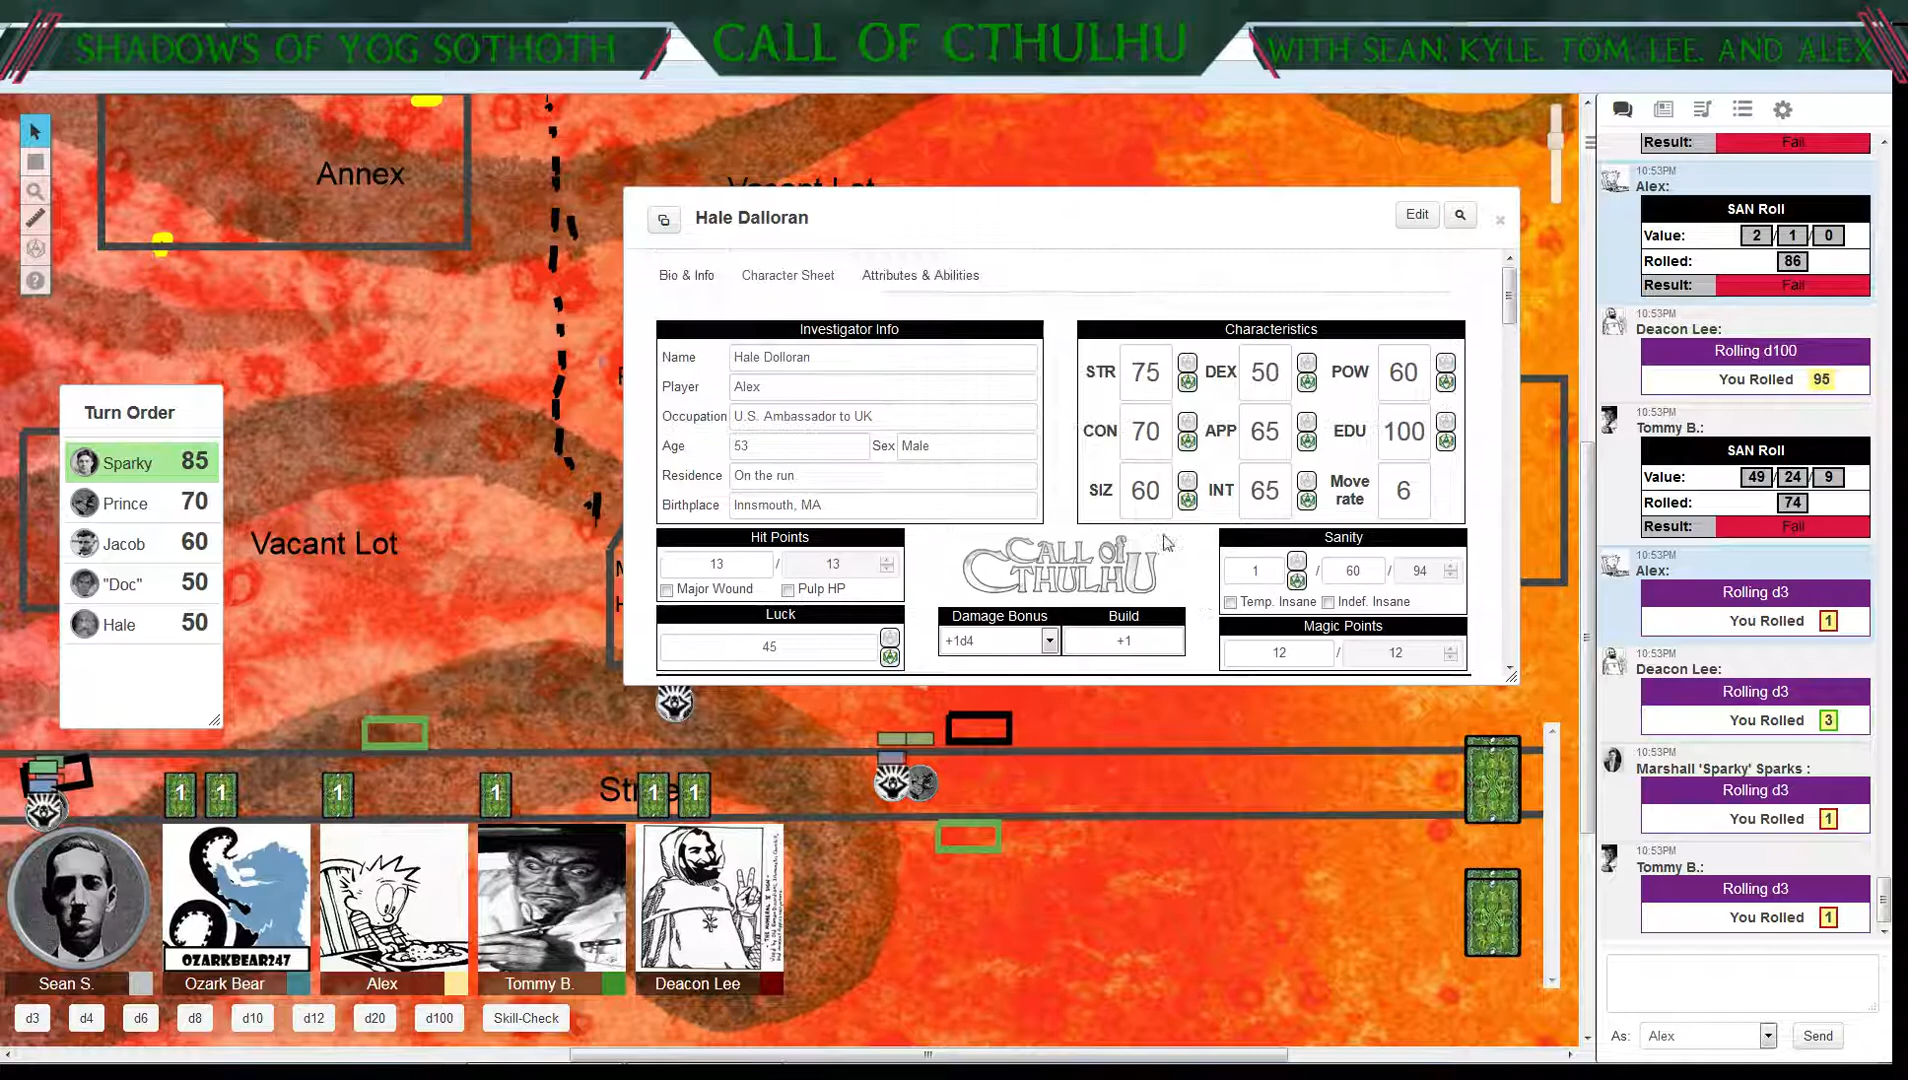 SHADOWS OF YOG SOTHOTH
CALL OF CTHULHU
WITH SEAN, KYLE, TOM, LEE, AND ALEX
Annex
Vacant Lot
Vacant Lot
Street
Turn Order
Sparky 85
Prince 70
Jacob 60
"Doc" 50
Hale 50
Hale Dalloran
Edit
Bio & Info
Character Sheet
Attributes & Abilities
Investigator Info
Name Hale Dolloran
Player Alex
Occupation U.S. Ambassador to UK
Age 53 Sex Male
Residence On the run
Birthplace Innsmouth, MA
Characteristics
STR 75 DEX 50 POW 60
CON 70 APP 65 EDU 100
SIZ 60 INT 65 Move rate 6
Hit Points
13 / 13
Major Wound Pulp HP
Luck
45
CALL of CTHULHU
Damage Bonus Build
+1d4 +1
Sanity
1 / 60 / 94
Temp. Insane Indef. Insane
Magic Points
12 / 12
1 1 1 1 1 1
OZARKBEAR247
Sean S.
Ozark Bear
Alex
Tommy B.
Deacon Lee
d3 d4 d6 d8 d10 d12 d20 d100 Skill-Check
Result: Fail
10:53PM
Alex:
SAN Roll
Value: 2 / 1 / 0
Rolled: 86
Result: Fail
10:53PM
Deacon Lee:
Rolling d100
You Rolled 95
10:53PM
Tommy B.:
SAN Roll
Value: 49 / 24 / 9
Rolled: 74
Result: Fail
10:53PM
Alex:
Rolling d3
You Rolled 1
10:53PM
Deacon Lee:
Rolling d3
You Rolled 3
10:53PM
Marshall 'Sparky' Sparks :
Rolling d3
You Rolled 1
10:53PM
Tommy B.:
Rolling d3
You Rolled 1
As: Alex Send